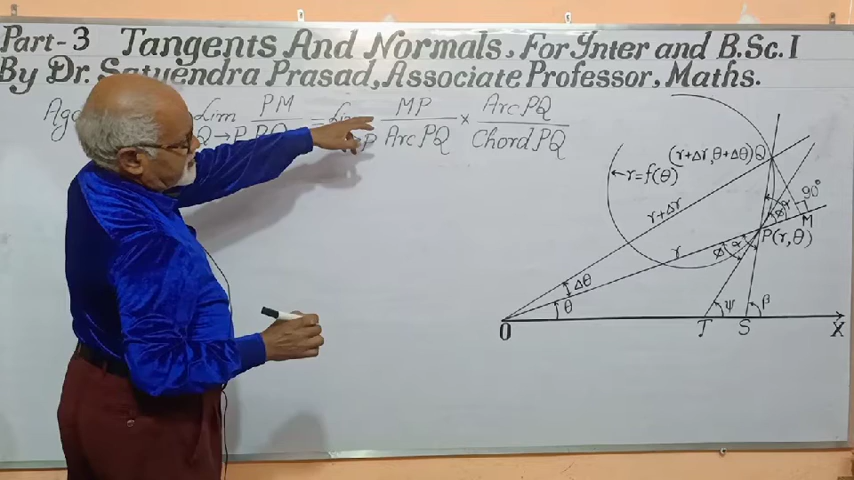 Part-3 Tangents And Normals, For Inter and B.Sc. I
By Dr. Satyendra Prasad, Associate Professor, Maths.
Lim PM = Lim MP × Arc PQ
Q→P PQ P Arc PQ Chord PQ
(r+Δr, θ+Δθ) Q
r = f(θ)
90°
r+Δr
φ α
M
r φ α P(r,θ)
Δθ
θ ψ β
O T S X